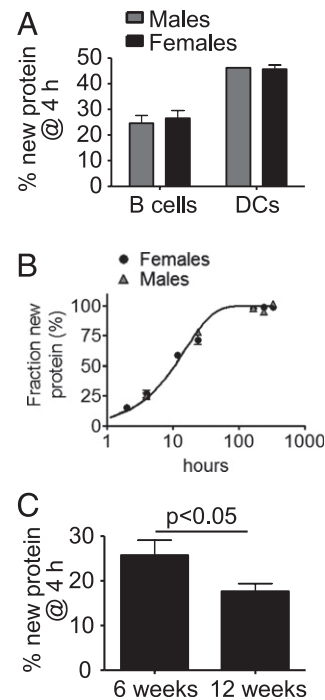 A
Males
Females
% new protein
@ 4 h
50
40
30
20
10
0
B cells DCs
B
Females
Males
Fraction new
protein (%)
100
75
50
25
0
1 10 100 1000
hours
C
p<0.05
% new protein
@ 4 h
30
20
10
0
6 weeks 12 weeks